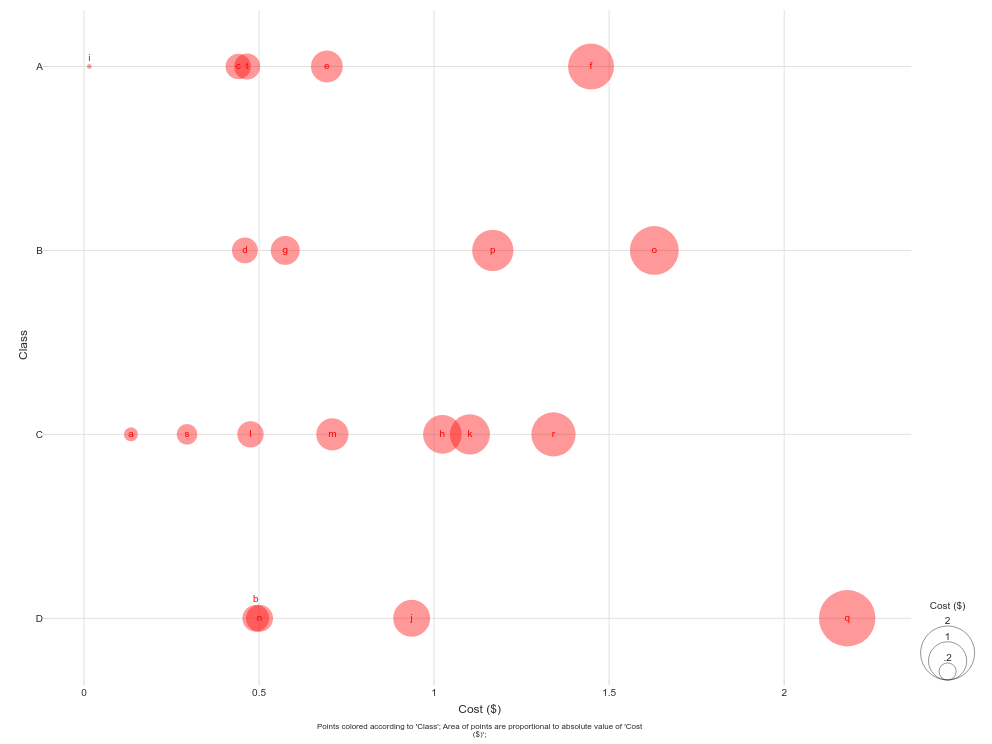 i
A
c t e f
B
d g p o
Class
C
a s l m h k r
b
D
n j q
Cost ($)
2
1
.2
0 0.5 1 1.5 2
Cost ($)
Points colored according to 'Class'; Area of points are proportional to absolute value of 'Cost
($)';